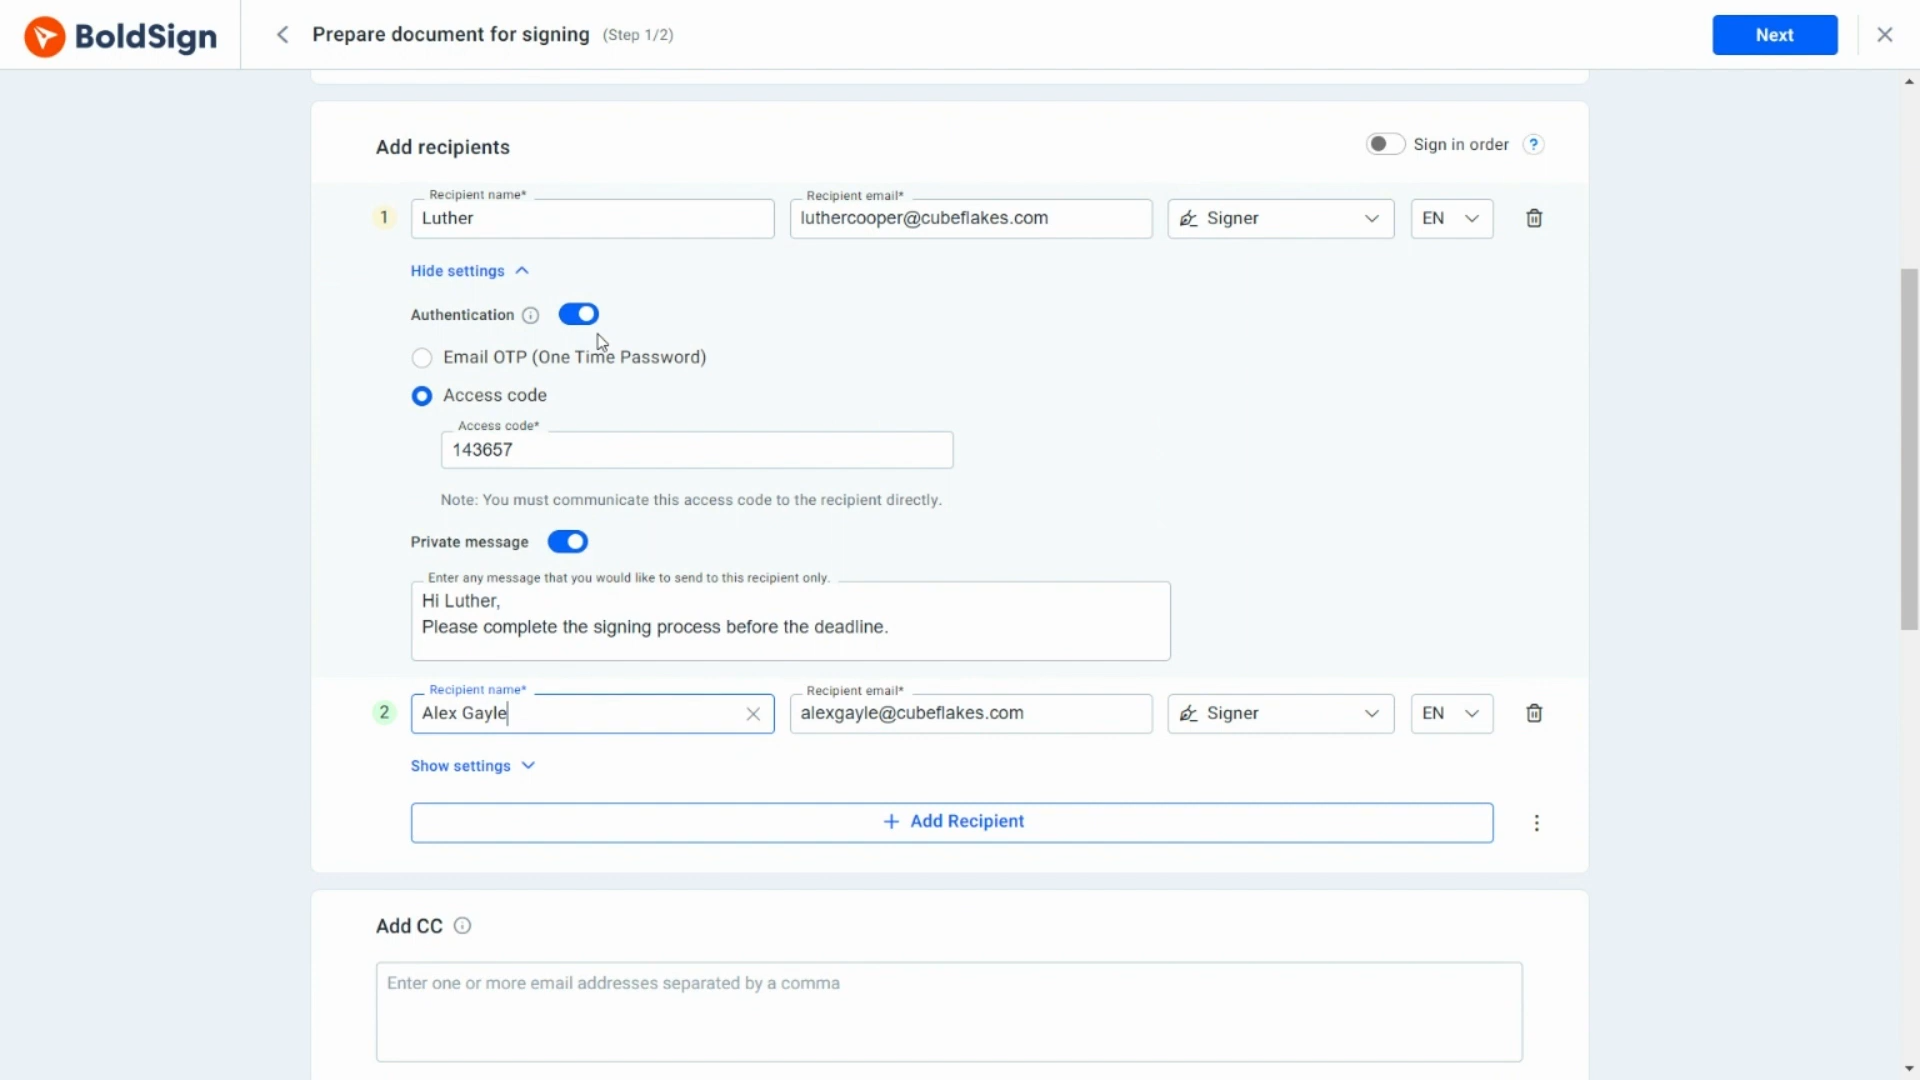 BoldSign
Prepare document for signing (Step 1/2)
Next
Add recipients
Sign in order ?
Recipient name*
Recipient email*
1 Luther luthercooper@cubeflakes.com Signer EN
Hide settings
Authentication
Email OTP (One Time Password)
Access code
Access code*
143657
Note: You must communicate this access code to the recipient directly.
Private message
Enter any message that you would like to send to this recipient only.
Hi Luther,
Please complete the signing process before the deadline.
Recipient name*
Recipient email*
2 Alex Gayle alexgayle@cubeflakes.com Signer EN
Show settings
+ Add Recipient
Add CC
Enter one or more email addresses separated by a comma